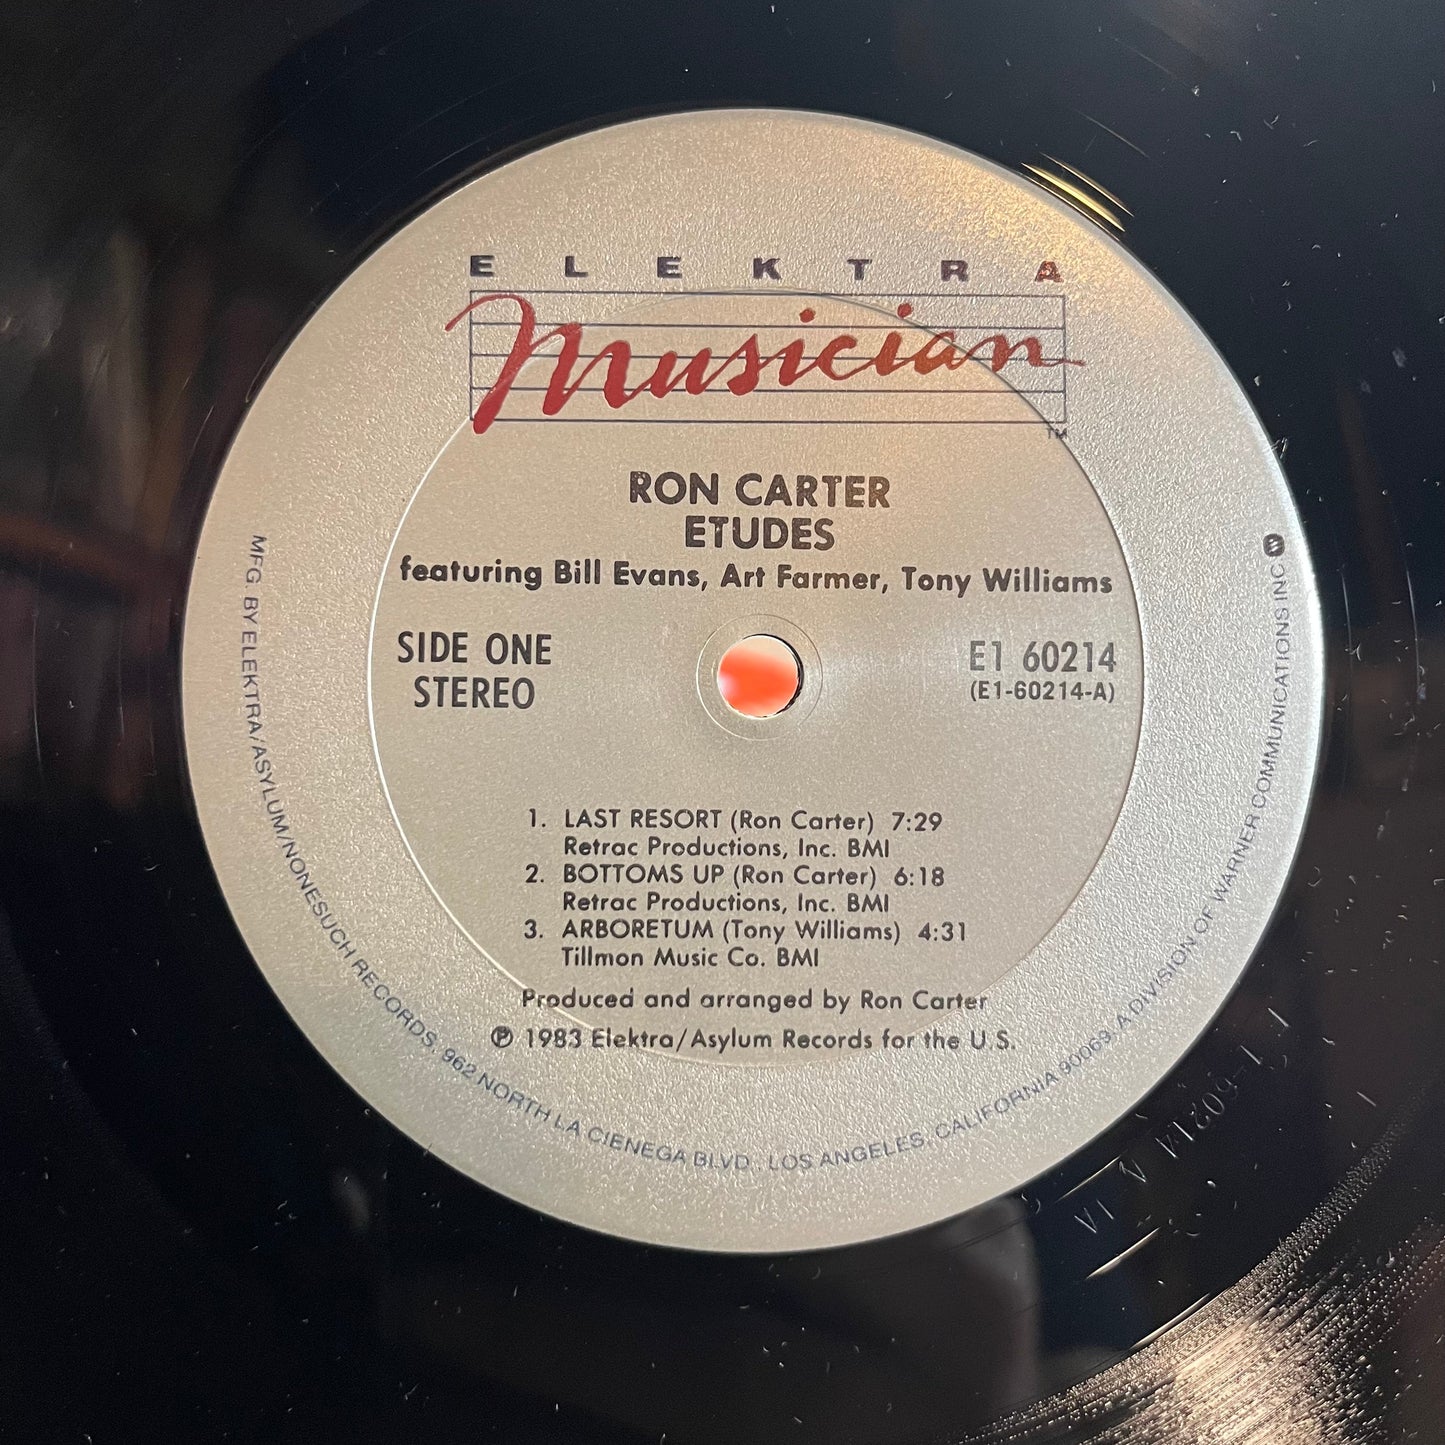 ELEKTRA
Musician
TM
RON CARTER
ETUDES
featuring Bill Evans, Art Farmer, Tony Williams
SIDE ONE
STEREO
E1 60214
(E1-60214-A)
1. LAST RESORT (Ron Carter) 7:29
Retrac Productions, Inc. BMI
2. BOTTOMS UP (Ron Carter) 6:18
Retrac Productions, Inc. BMI
3. ARBORETUM (Tony Williams) 4:31
Tillmon Music Co. BMI
Produced and arranged by Ron Carter
℗ 1983 Elektra/Asylum Records for the U.S.
MFG BY ELEKTRA/ASYLUM/NONESUCH RECORDS, 962 NORTH LA CIENEGA BLVD., LOS ANGELES, CALIFORNIA 90069. A DIVISION OF WARNER COMMUNICATIONS INC